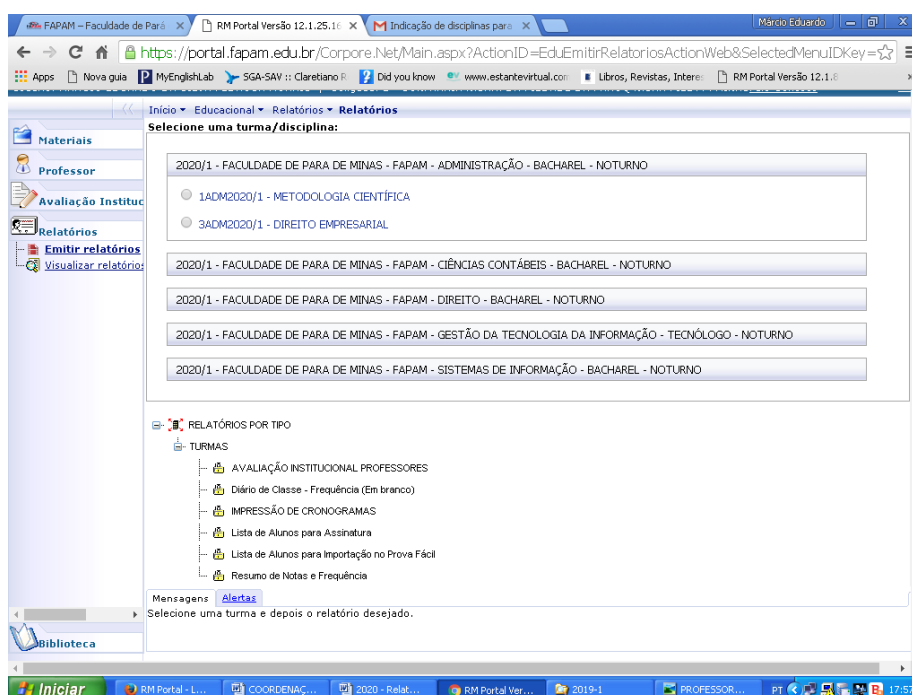 FAPAM – Faculdade de Pará
RM Portal Versão 12.1.25.16
Indicação de disciplinas para
Márcio Eduardo
https://portal.fapam.edu.br/Corpore.Net/Main.aspx?ActionID=EduEmitirRelatoriosActionWeb&SelectedMenuIDKey=
Apps Nova guia MyEnglishLab SGA-SAV :: Claretiano R Did you know www.estantevirtual.com Libros, Revistas, Intere RM Portal Versão 12.1.8
Início Educacional Relatórios Relatórios
Selecione uma turma/disciplina:
Materiais
Professor
Avaliação Instituc
Relatórios
Emitir relatórios
Visualizar relatórios
2020/1 - FACULDADE DE PARA DE MINAS - FAPAM - ADMINISTRAÇÃO - BACHAREL - NOTURNO
1ADM2020/1 - METODOLOGIA CIENTÍFICA
3ADM2020/1 - DIREITO EMPRESARIAL
2020/1 - FACULDADE DE PARA DE MINAS - FAPAM - CIÊNCIAS CONTÁBEIS - BACHAREL - NOTURNO
2020/1 - FACULDADE DE PARA DE MINAS - FAPAM - DIREITO - BACHAREL - NOTURNO
2020/1 - FACULDADE DE PARA DE MINAS - FAPAM - GESTÃO DA TECNOLOGIA DA INFORMAÇÃO - TECNÓLOGO - NOTURNO
2020/1 - FACULDADE DE PARA DE MINAS - FAPAM - SISTEMAS DE INFORMAÇÃO - BACHAREL - NOTURNO
RELATÓRIOS POR TIPO
TURMAS
AVALIAÇÃO INSTITUCIONAL PROFESSORES
Diário de Classe - Frequência (Em branco)
IMPRESSÃO DE CRONOGRAMAS
Lista de Alunos para Assinatura
Lista de Alunos para Importação no Prova Fácil
Resumo de Notas e Frequência
Mensagens Alertas
Selecione uma turma e depois o relatório desejado.
Biblioteca
Iniciar RM Portal - L... COORDENAÇ... 2020 - Relat... RM Portal Ver... 2019-1 PROFESSOR... PT